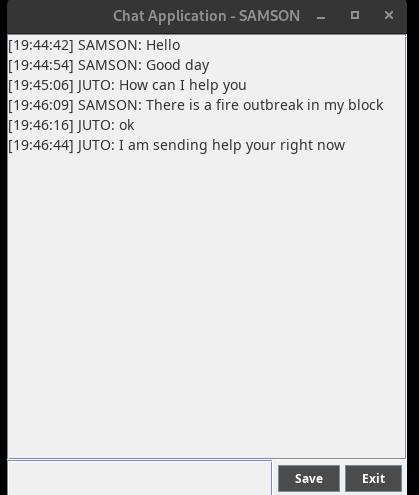 Chat Application - SAMSON
[19:44:42] SAMSON: Hello
[19:44:54] SAMSON: Good day
[19:45:06] JUTO: How can I help you
[19:46:09] SAMSON: There is a fire outbreak in my block
[19:46:16] JUTO: ok
[19:46:44] JUTO: I am sending help your right now
Save Exit